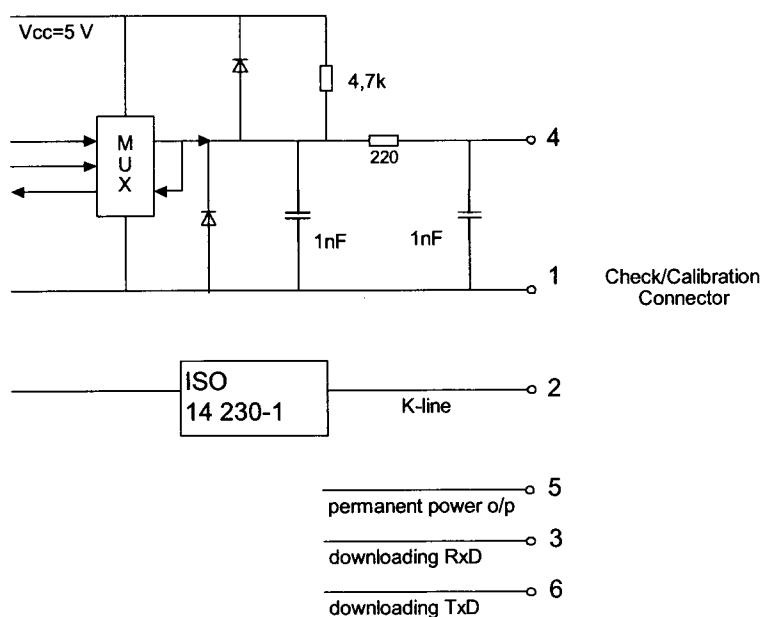 Vcc=5 V
4,7k
M
U
X
4
220
1nF
1nF
1
Check/Calibration
Connector
ISO
14 230-1
K-line
2
permanent power o/p
5
downloading RxD
3
downloading TxD
6